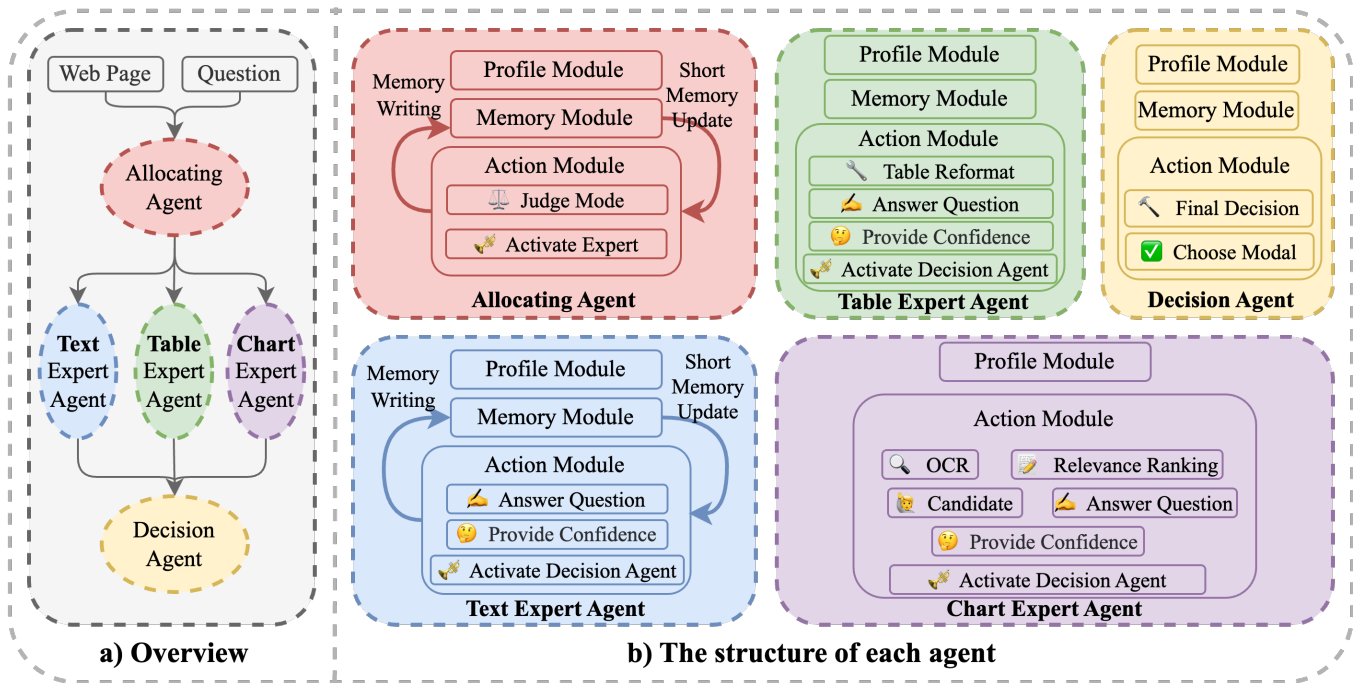 Web Page
Question
Allocating
Agent
Text
Expert
Agent
Table
Expert
Agent
Chart
Expert
Agent
Decision
Agent
a) Overview
Memory
Writing
Profile Module
Memory Module
Short
Memory
Update
Action Module
Judge Mode
Activate Expert
Allocating Agent
Profile Module
Memory Module
Action Module
Table Reformat
Answer Question
Provide Confidence
Activate Decision Agent
Table Expert Agent
Profile Module
Memory Module
Action Module
Final Decision
Choose Modal
Decision Agent
Memory
Writing
Profile Module
Memory Module
Short
Memory
Update
Action Module
Answer Question
Provide Confidence
Activate Decision Agent
Text Expert Agent
Profile Module
Action Module
OCR
Relevance Ranking
Candidate
Answer Question
Provide Confidence
Activate Decision Agent
Chart Expert Agent
b) The structure of each agent